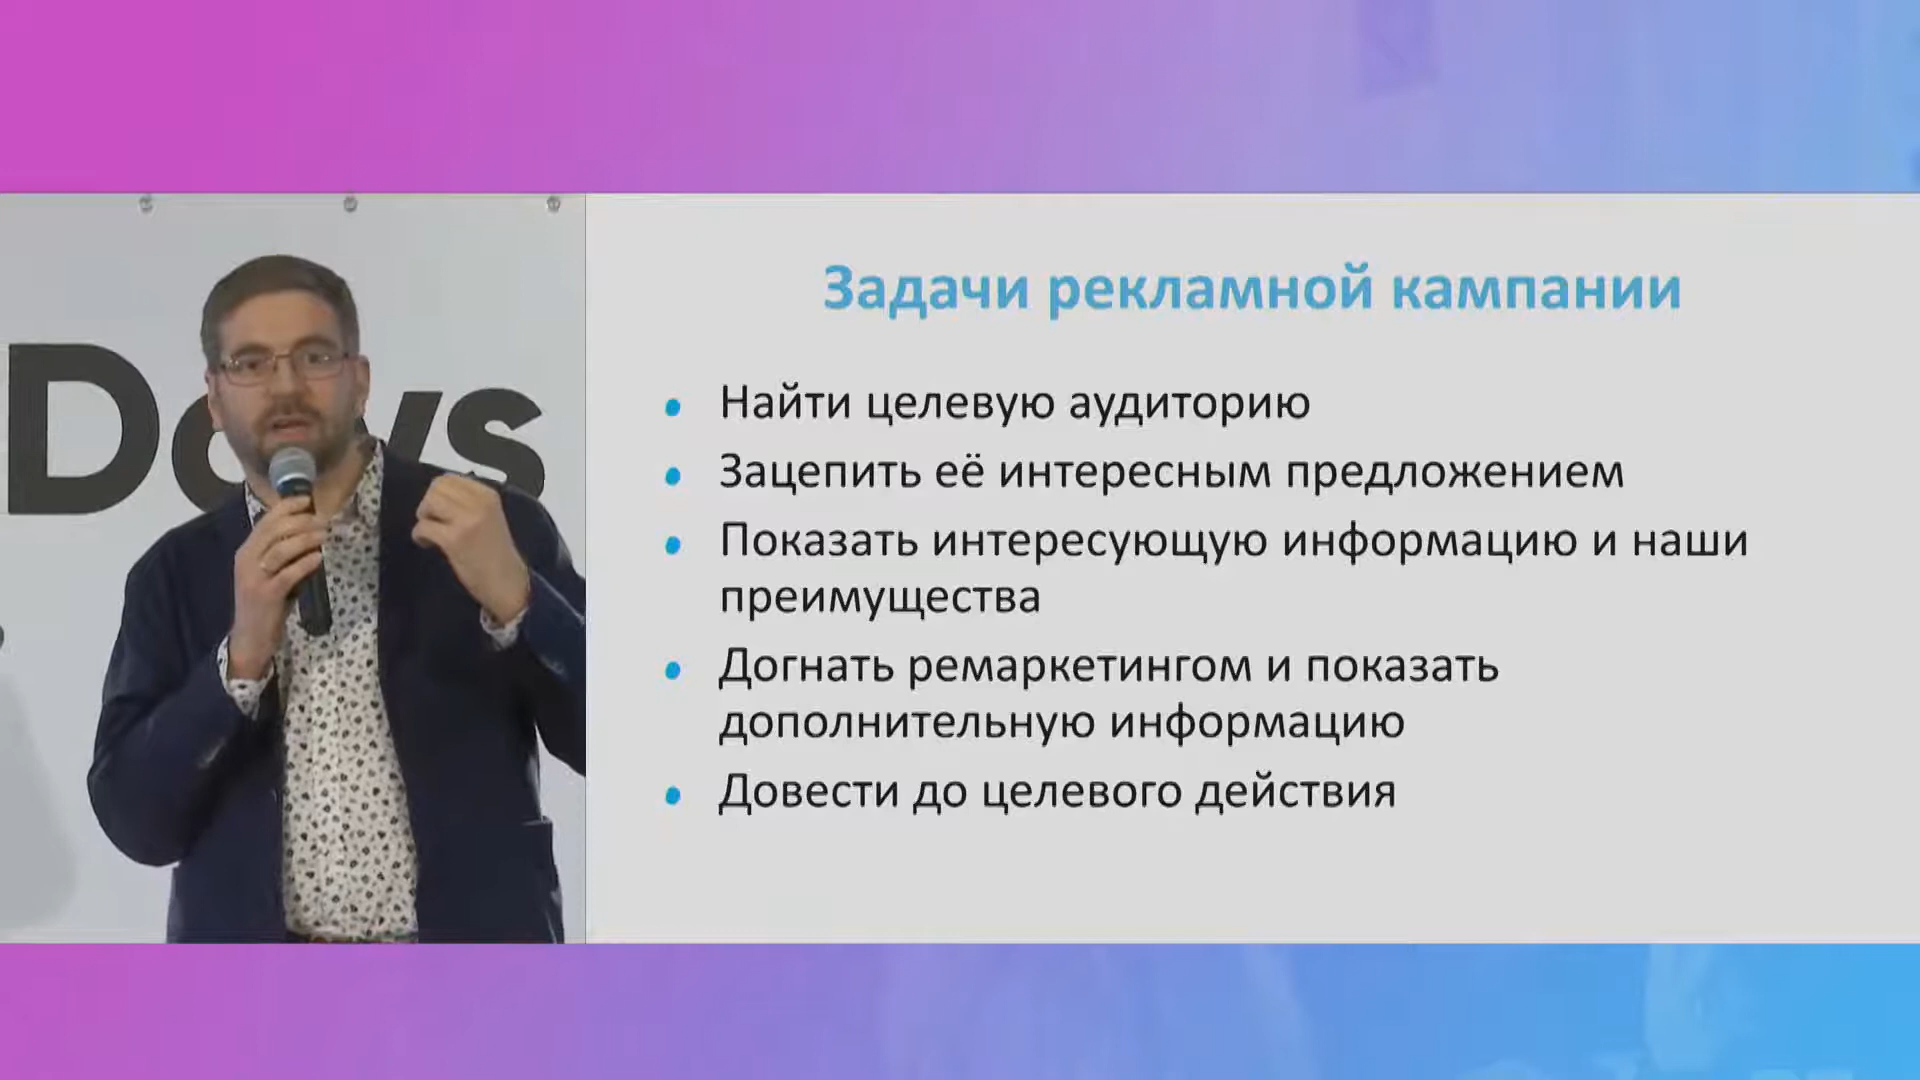 Days
Задачи рекламной кампании
• Найти целевую аудиторию
• Зацепить её интересным предложением
• Показать интересующую информацию и наши
преимущества
• Догнать ремаркетингом и показать
дополнительную информацию
• Довести до целевого действия